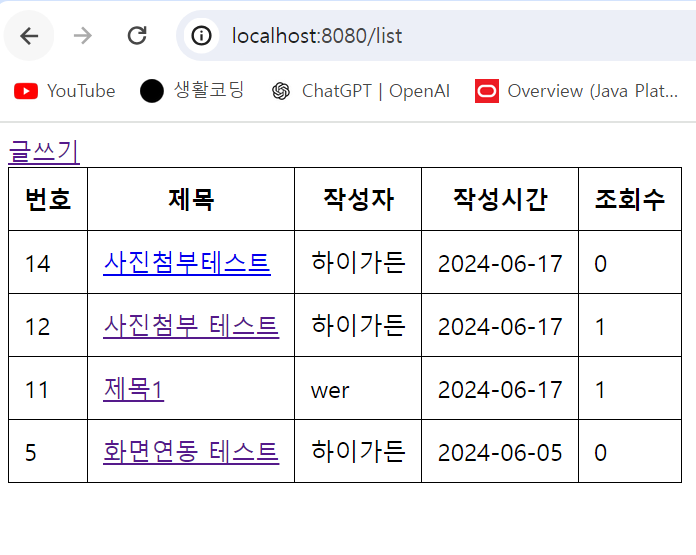 localhost:8080/list
YouTube 생활코딩 ChatGPT | OpenAI Overview (Java Plat...
글쓰기
번호 제목 작성자 작성시간 조회수
14 사진첨부테스트 하이가든 2024-06-17 0
12 사진첨부 테스트 하이가든 2024-06-17 1
11 제목1 wer 2024-06-17 1
5 화면연동 테스트 하이가든 2024-06-05 0